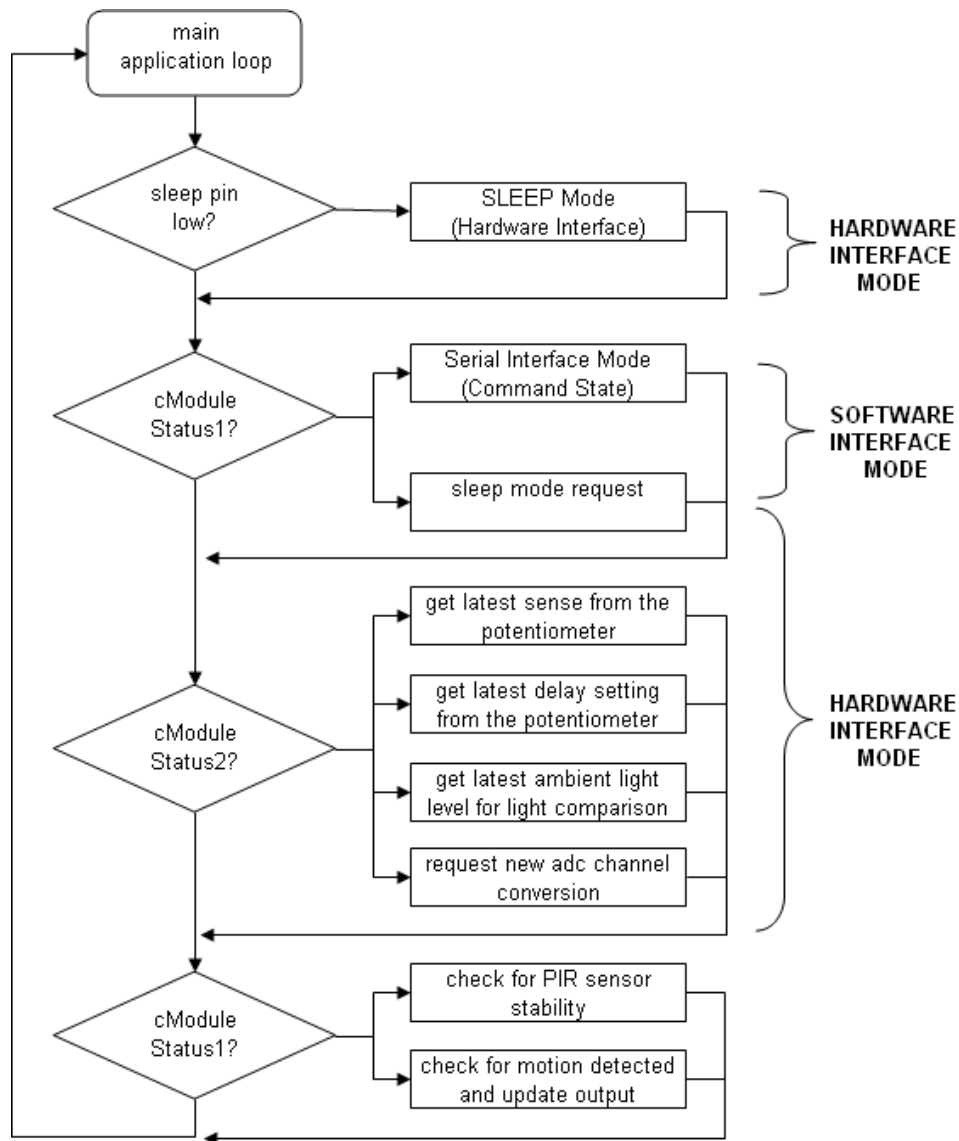 main
application loop
sleep pin
low?
SLEEP Mode
(Hardware Interface)
HARDWARE
INTERFACE
MODE
cModule
Status1?
Serial Interface Mode
(Command State)
sleep mode request
SOFTWARE
INTERFACE
MODE
cModule
Status2?
get latest sense from the
potentiometer
get latest delay setting
from the potentiometer
get latest ambient light
level for light comparison
request new adc channel
conversion
HARDWARE
INTERFACE
MODE
cModule
Status1?
check for PIR sensor
stability
check for motion detected
and update output